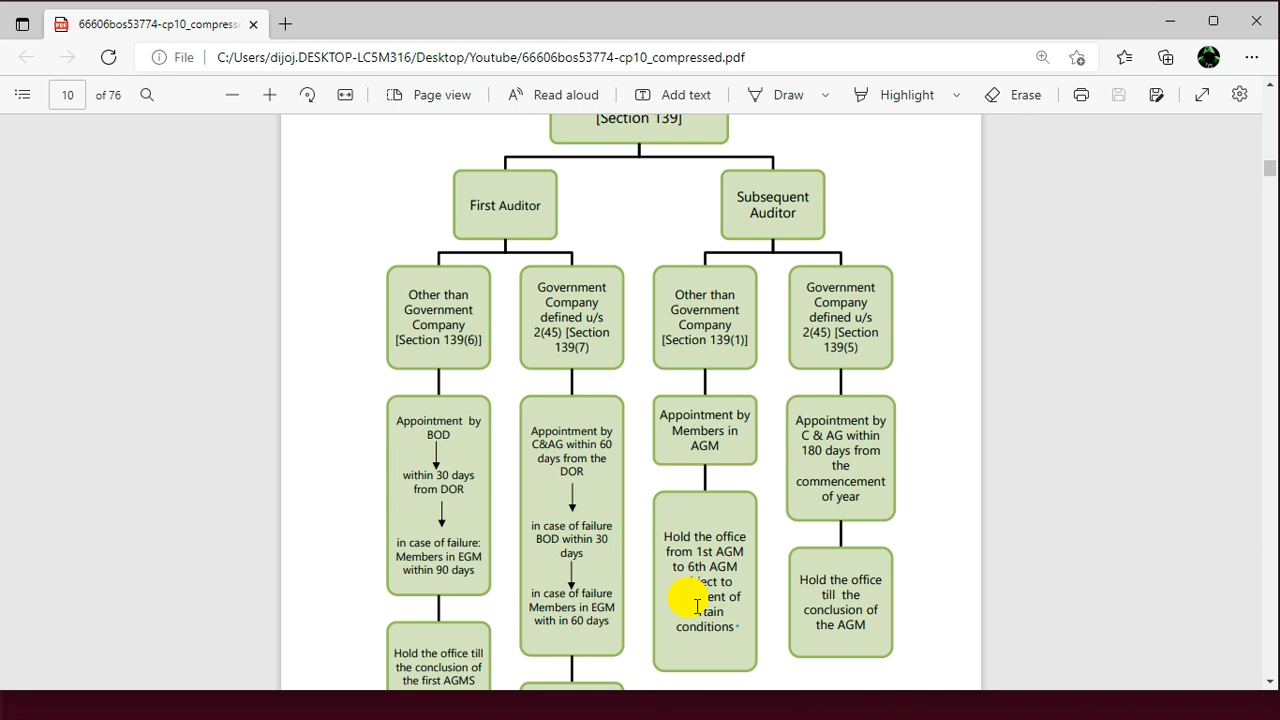 66606bos53774-cp10_compress
File
C:/Users/dijoj.DESKTOP-LC5M316/Desktop/Youtube/66606bos53774-cp10_compressed.pdf
10 of 76
Page view
Read aloud
Add text
Draw
Highlight
Erase
[Section 139]
First Auditor
Subsequent
Auditor
Other than
Government
Company
[Section 139(6)]
Government
Company
defined u/s
2(45) [Section
139(7)
Other than
Government
Company
[Section 139(1)]
Government
Company
defined u/s
2(45) [Section
139(5)
Appointment by
BOD
within 30 days
from DOR
in case of failure:
Members in EGM
within 90 days
Appointment by
C&AG within 60
days from the
DOR
in case of failure
BOD within 30
days
in case of failure
Members in EGM
with in 60 days
Appointment by
Members in
AGM
Appointment by
C & AG within
180 days from
the
commencement
of year
Hold the office
from 1st AGM
to 6th AGM
to
of
conditions*
Hold the office
till the
conclusion of
the AGM
Hold the office till
the conclusion of
the first AGMS